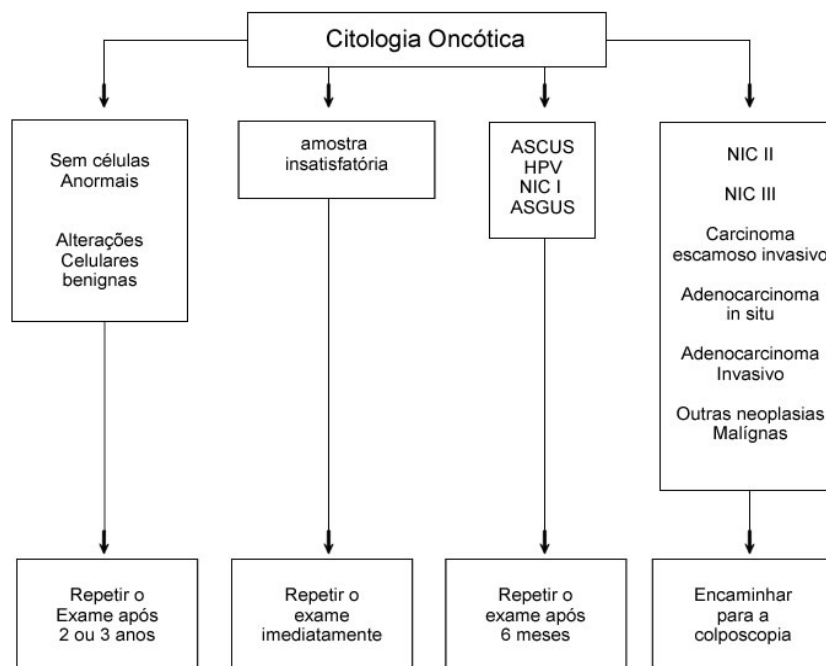 Citologia Oncótica
Sem células
Anormais
Alterações
Celulares
benignas
amostra
insatisfatória
ASCUS
HPV
NIC I
ASGUS
NIC II
NIC III
Carcinoma
escamoso invasivo
Adenocarcinoma
in situ
Adenocarcinoma
Invasivo
Outras neoplasias
Malígnas
Repetir o
Exame após
2 ou 3 anos
Repetir o
exame
imediatamente
Repetir o
exame após
6 meses
Encaminhar
para a
colposcopia